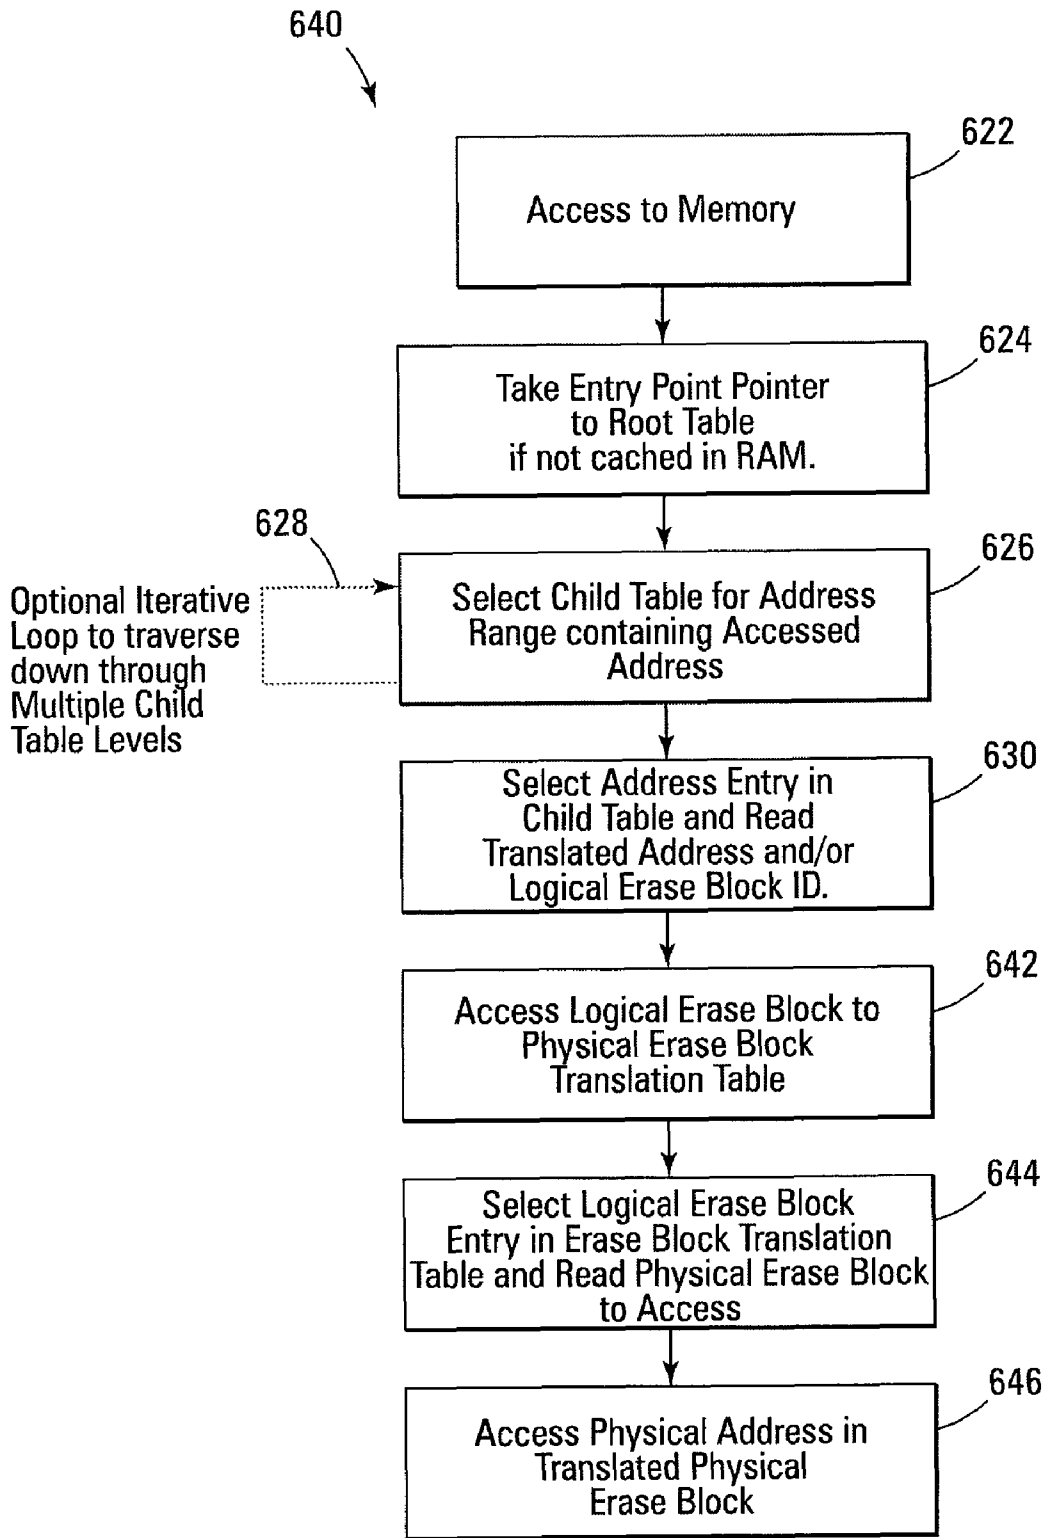 640
622
Access to Memory
624
Take Entry Point Pointer
to Root Table
if not cached in RAM.
628
626
Optional Iterative
Loop to traverse
down through
Multiple Child
Table Levels
Select Child Table for Address
Range containing Accessed
Address
630
Select Address Entry in
Child Table and Read
Translated Address and/or
Logical Erase Block ID.
642
Access Logical Erase Block to
Physical Erase Block
Translation Table
644
Select Logical Erase Block
Entry in Erase Block Translation
Table and Read Physical Erase Block
to Access
646
Access Physical Address in
Translated Physical
Erase Block